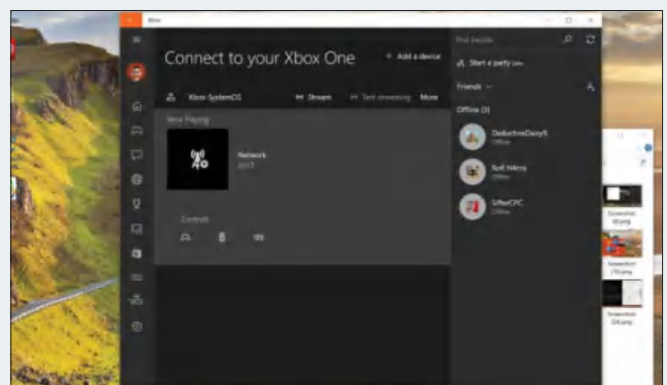 Xbox
Connect to your Xbox One
+ Add a device
Xbox-SystemOS
Stream
Test streaming
More
Now Playing
Network
Controls
Find people
Start a party
Friends
Offline (3)
Offline
Offline
SifterCPC
Offline
Screenshot
Screenshot
Screenshot